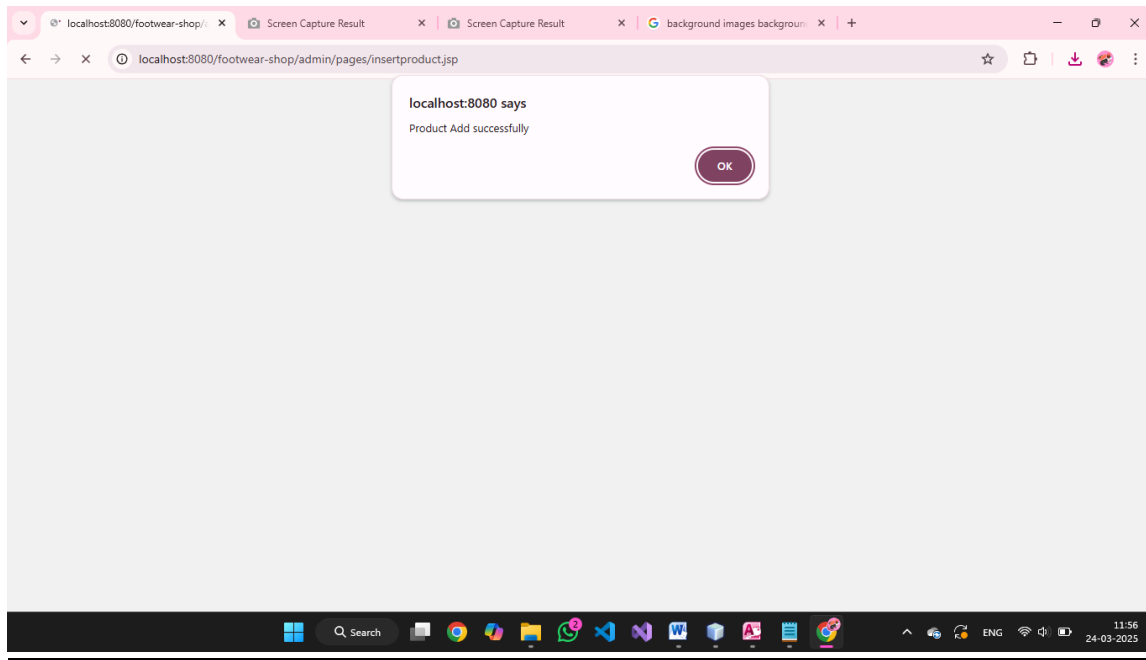 localhost:8080/footwear-shop/a
Screen Capture Result
Screen Capture Result
background images backgroun
localhost:8080/footwear-shop/admin/pages/insertproduct.jsp
localhost:8080 says
Product Add successfully
OK
Search
2
ENG
11:56
24-03-2025